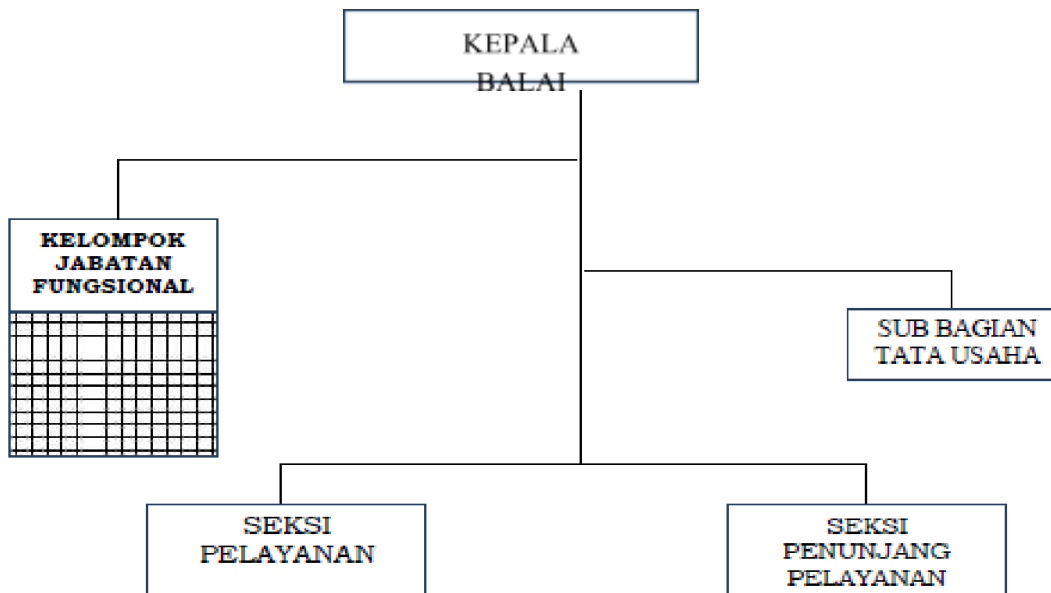 KEPALA
BALAI
KELOMPOK
JABATAN
FUNGSIONAL
SUB BAGIAN
TATA USAHA
SEKSI
PELAYANAN
SEKSI
PENUNJANG
PELAYANAN